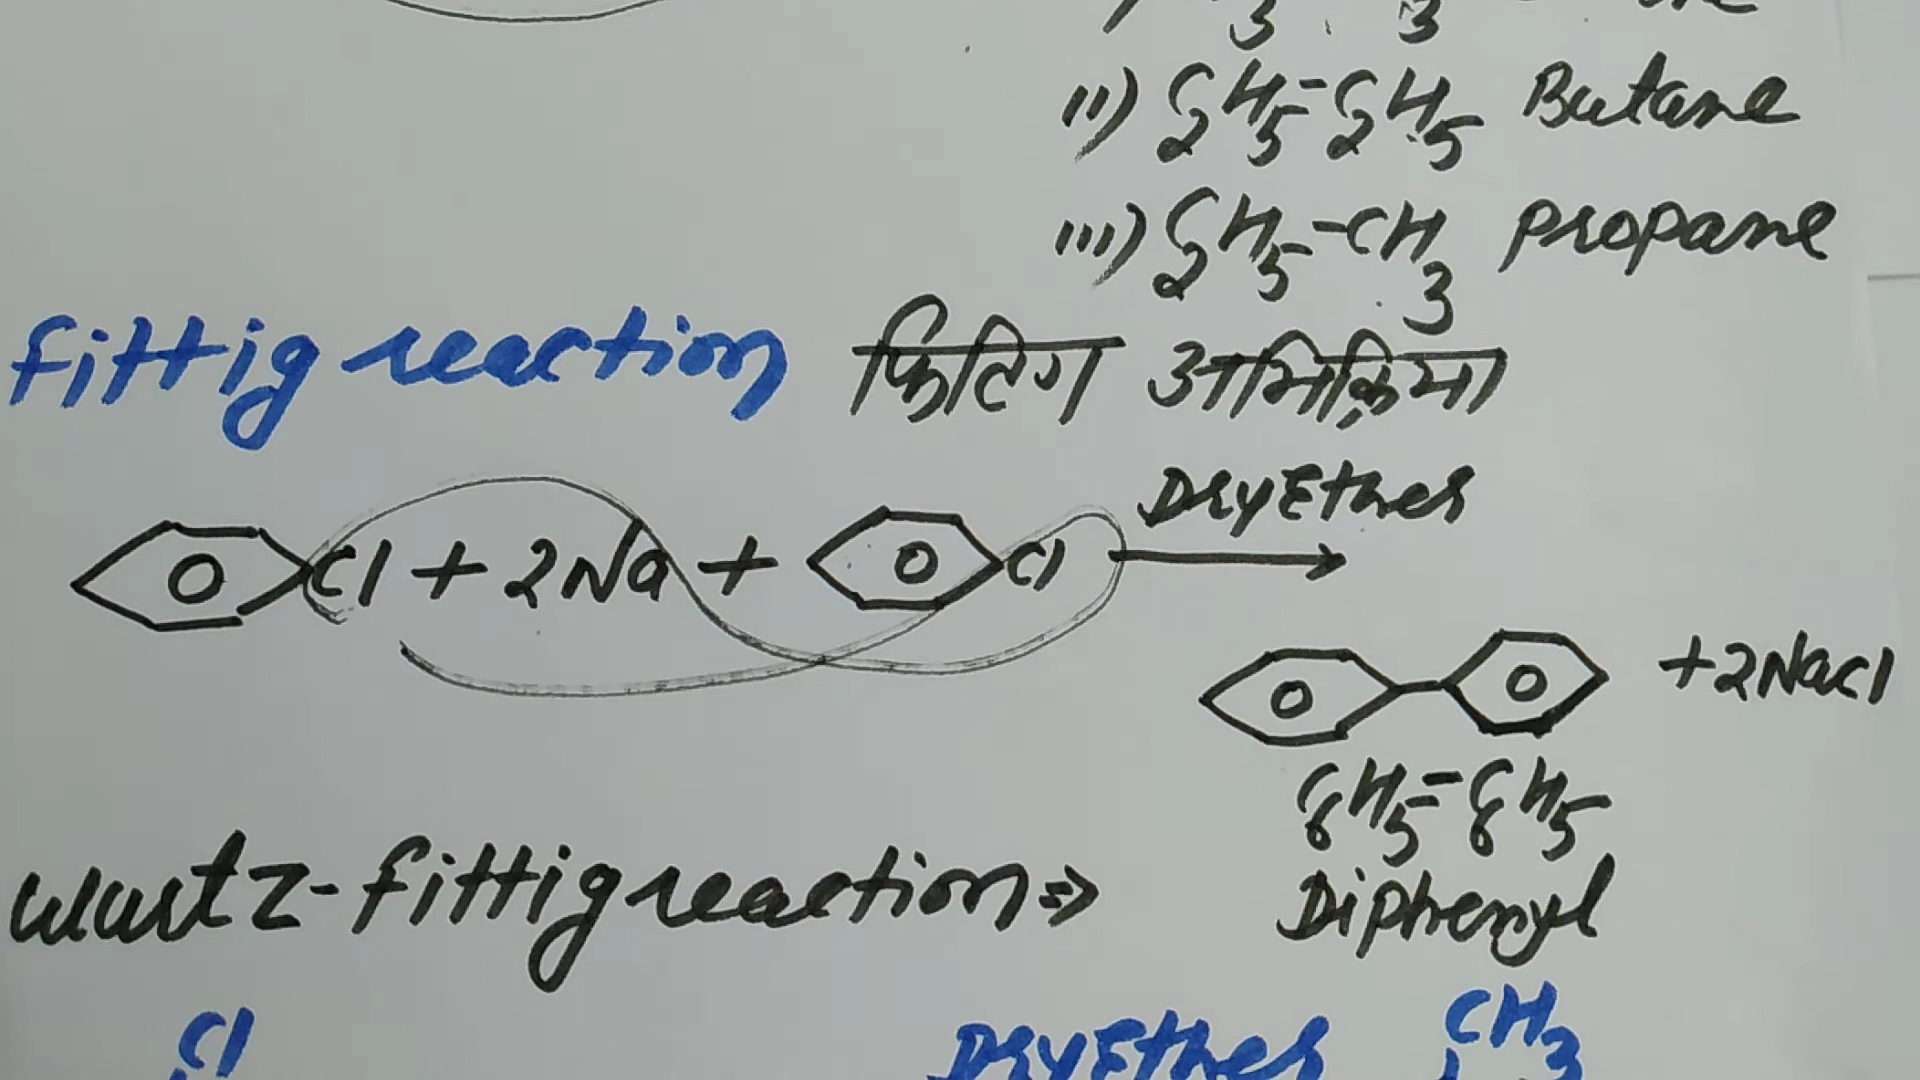 II) C2H5-C2H5 Butane
III) C2H5-CH3 propane
Fittig reaction फिटिग अभिक्रिया
Dry Ether
Cl + 2Na + Cl
+2NaCl
C6H5-C6H5
Diphenyl
Wurtz-Fittig reaction ⇒
Cl Dry Ether CH3